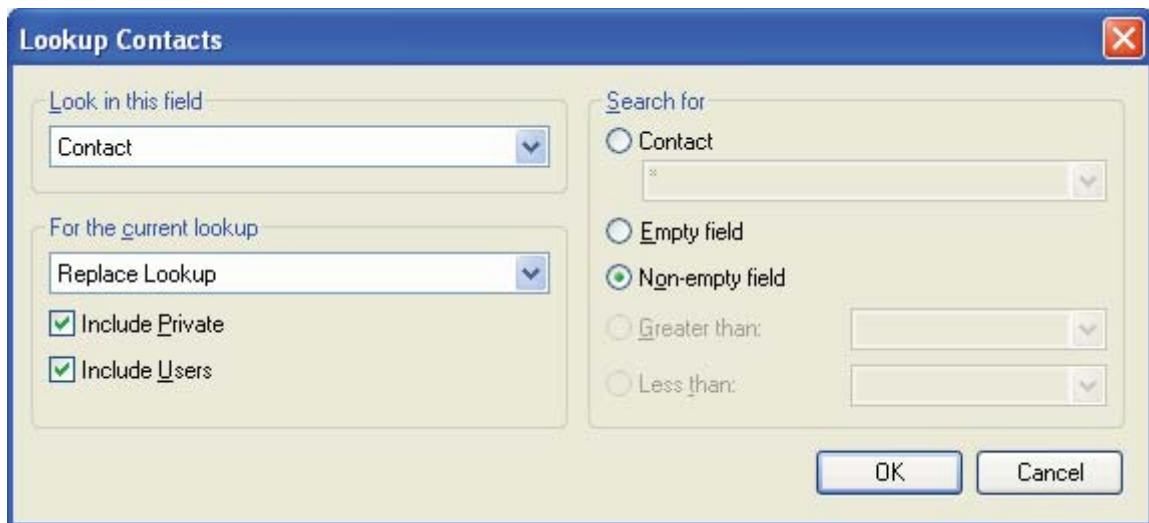 Lookup Contacts
Look in this field
Contact
For the current lookup
Replace Lookup
Include Private
Include Users
Search for
Contact
*
Empty field
Non-empty field
Greater than:
Less than:
OK
Cancel